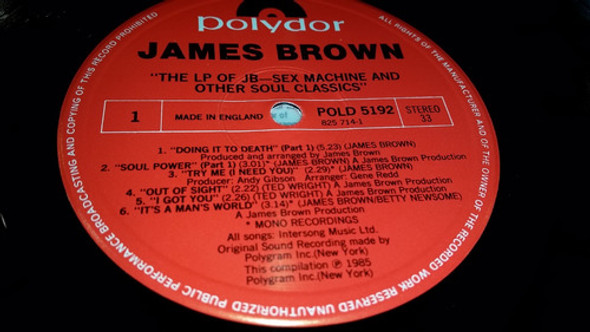 polydor
JAMES BROWN
"THE LP OF JB—SEX MACHINE AND
OTHER SOUL CLASSICS"
1
MADE IN ENGLAND
POLD 5192
825 714-1
STEREO
33
1. "DOING IT TO DEATH" (Part 1) (5.23) (JAMES BROWN)
Produced and arranged by James Brown
2. "SOUL POWER" (Part 1) (3.01)* (JAMES BROWN) A James Brown Production
3. "TRY ME (I NEED YOU)" (2.29)* (JAMES BROWN)
Producer: Andy Gibson Arranger: Gene Redd
4. "OUT OF SIGHT" (2.22) (TED WRIGHT) A James Brown Production
5. "I GOT YOU" (2.26) (TED WRIGHT) A James Brown Production
6. "IT'S A MAN'S WORLD" (3.14)* (JAMES BROWN/BETTY NEWSOME)
A James Brown Production
* MONO RECORDINGS
All songs: Intersong Music Ltd.
Original Sound Recording made by
Polygram Inc.(New York)
This compilation ℗ 1985
Polygram Inc.(New York)
ALL RIGHTS OF THE MANUFACTURER AND OF THE OWNER OF THE RECORDED WORK RESERVED UNAUTHORIZED PUBLIC PERFORMANCE BROADCASTING AND COPYING OF THIS RECORD PROHIBITED